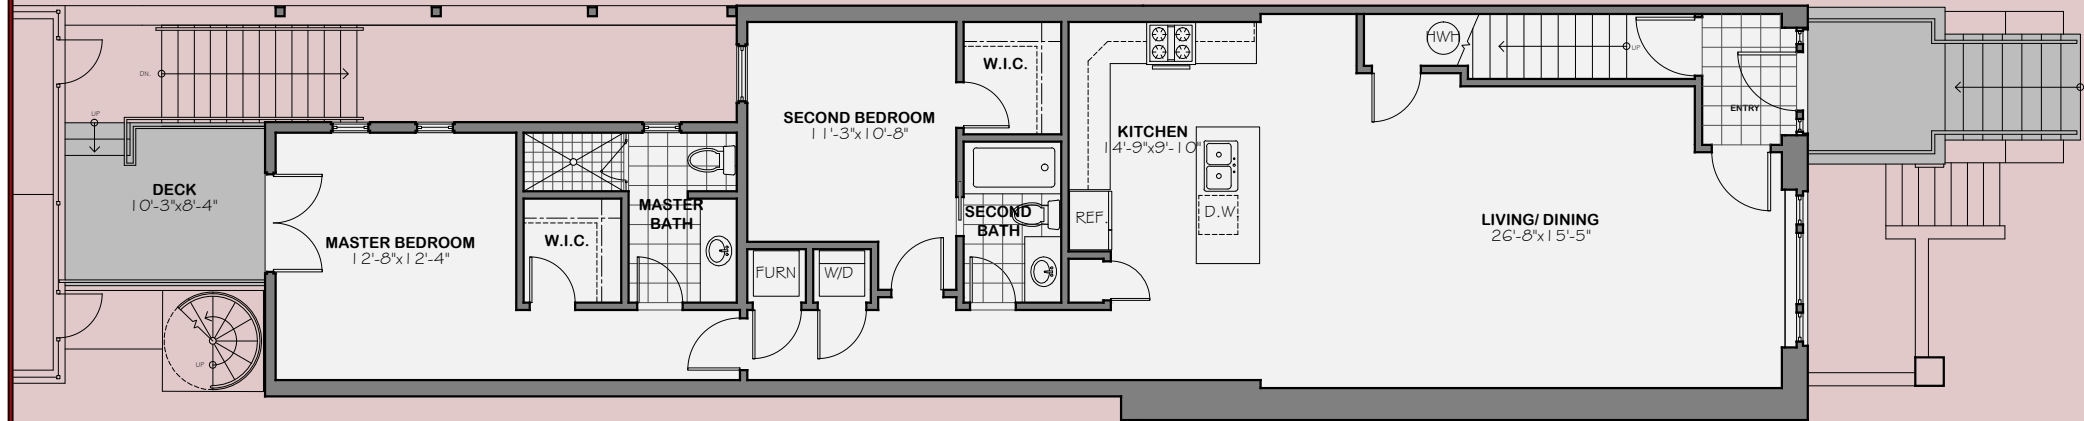 DN.
UP
DECK
10'-3"x8'-4"
UP
MASTER BEDROOM
12'-8"x12'-4"
W.I.C.
MASTER
BATH
FURN
W/D
SECOND BEDROOM
11'-3"x10'-8"
W.I.C.
SECOND
BATH
REF.
KITCHEN
14'-9"x9'-10"
D.W
HWH
UP
ENTRY
LIVING/ DINING
26'-8"x15'-5"